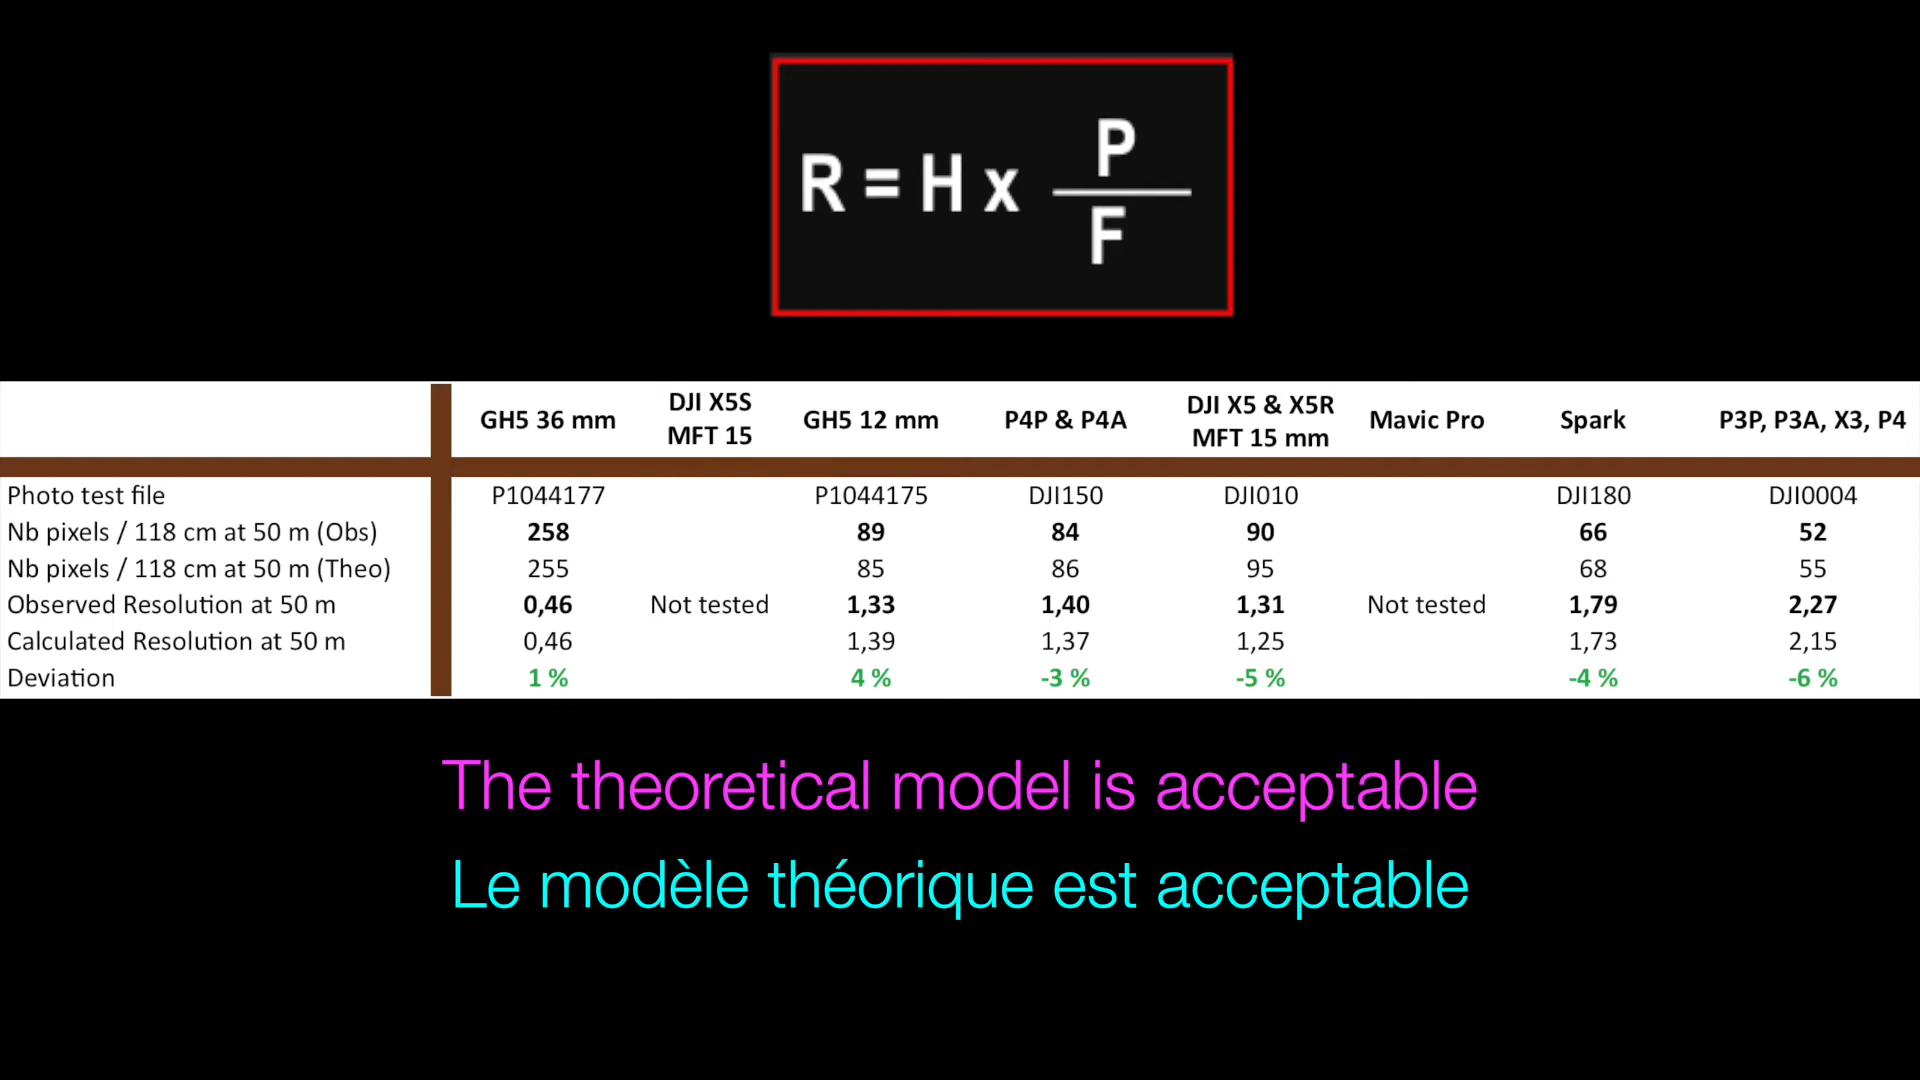 R = H x P
F
GH5 36 mm DJI X5S MFT 15 GH5 12 mm P4P & P4A DJI X5 & X5R MFT 15 mm Mavic Pro Spark P3P, P3A, X3, P4
Photo test file P1044177 P1044175 DJI150 DJI010 DJI180 DJI0004
Nb pixels / 118 cm at 50 m (Obs) 258 89 84 90 66 52
Nb pixels / 118 cm at 50 m (Theo) 255 85 86 95 68 55
Observed Resolution at 50 m 0,46 Not tested 1,33 1,40 1,31 Not tested 1,79 2,27
Calculated Resolution at 50 m 0,46 1,39 1,37 1,25 1,73 2,15
Deviation 1 % 4 % -3 % -5 % -4 % -6 %
The theoretical model is acceptable
Le modèle théorique est acceptable